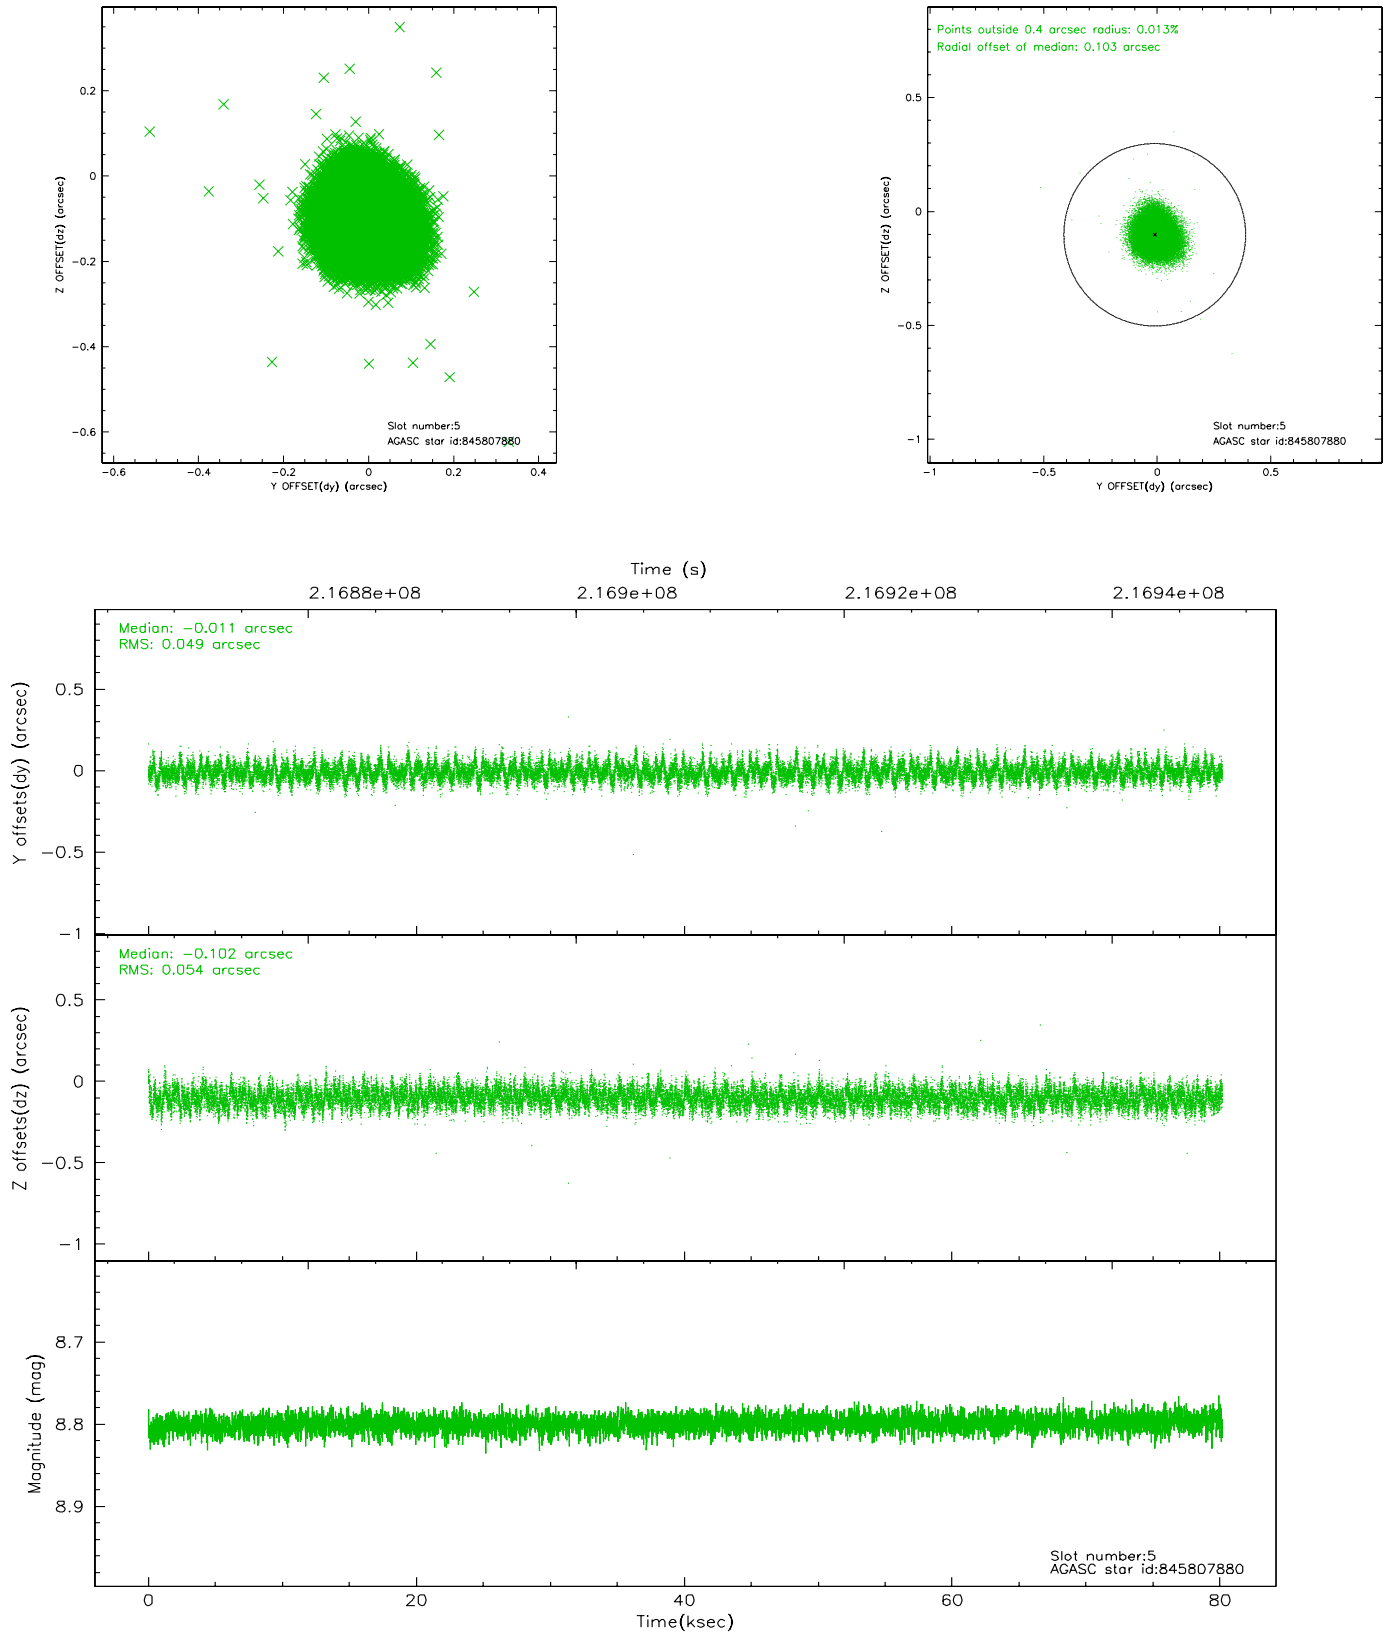 0.2
0
−0.2
−0.4
−0.6
Z OFFSET(dz) (arcsec)
Slot number:5
AGASC star id:845807880
−0.6
−0.4
−0.2
0
0.2
0.4
Y OFFSET(dy) (arcsec)
Points outside 0.4 arcsec radius: 0.013%
Radial offset of median: 0.103 arcsec
0.5
0
−0.5
−1
Z OFFSET(dz) (arcsec)
Slot number:5
AGASC star id:845807880
−1
−0.5
0
0.5
Y OFFSET(dy) (arcsec)
Time (s)
2.1688e+08
2.169e+08
2.1692e+08
2.1694e+08
Median: −0.011 arcsec
RMS: 0.049 arcsec
0.5
0
−0.5
−1
Y offsets(dy) (arcsec)
Median: −0.102 arcsec
RMS: 0.054 arcsec
0.5
0
−0.5
−1
Z offsets(dz) (arcsec)
8.7
8.8
8.9
Magnitude (mag)
Slot number:5
AGASC star id:845807880
0
20
40
60
80
Time(ksec)